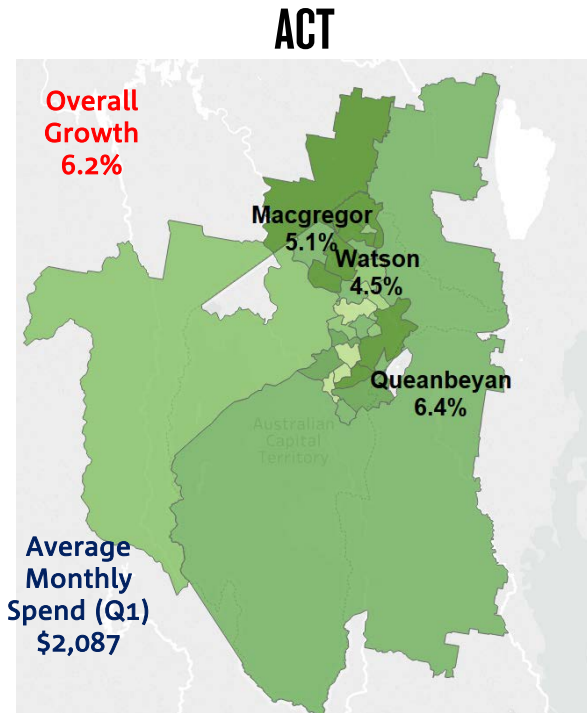 ACT
Overall
Growth
6.2%
Macgregor
5.1%
Watson
4.5%
Queanbeyan
6.4%
Australian
Capital
Territory
Average
Monthly
Spend (Q1)
$2,087